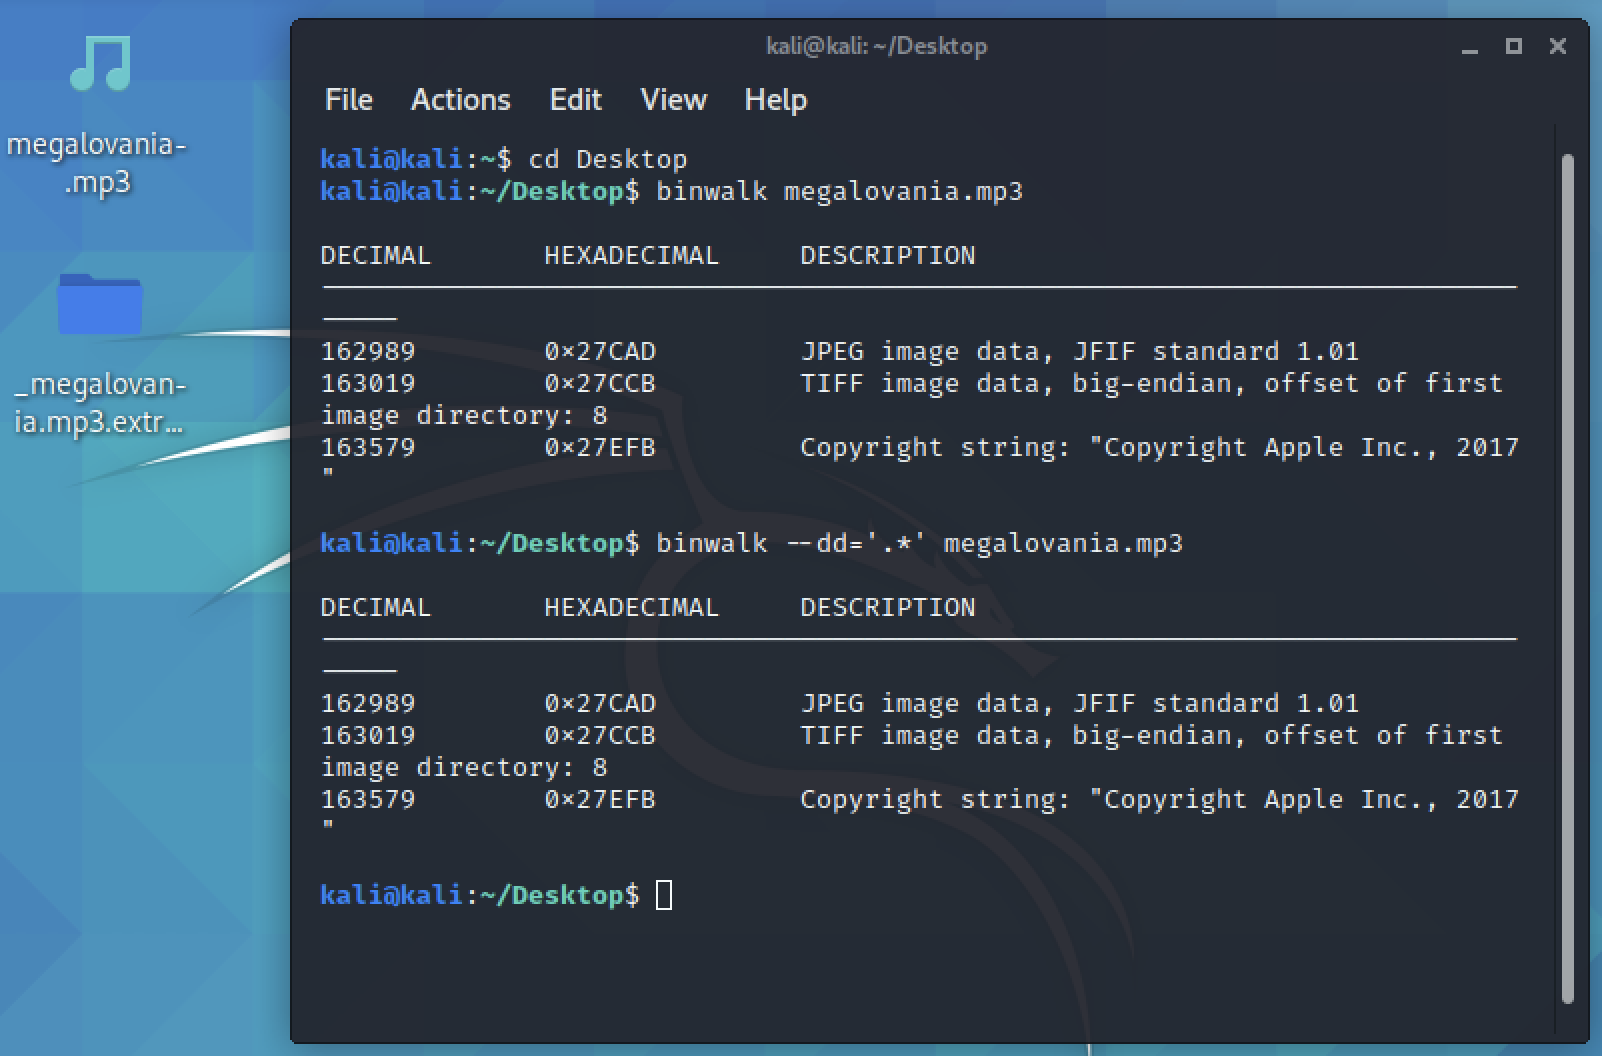 megalovania-
.mp3
_megalovan-
ia.mp3.extr...
kali@kali: ~/Desktop
File Actions Edit View Help
kali@kali:~$ cd Desktop
kali@kali:~/Desktop$ binwalk megalovania.mp3
DECIMAL HEXADECIMAL DESCRIPTION
162989 0×27CAD JPEG image data, JFIF standard 1.01
163019 0×27CCB TIFF image data, big-endian, offset of first
image directory: 8
163579 0×27EFB Copyright string: "Copyright Apple Inc., 2017
"
kali@kali:~/Desktop$ binwalk --dd='.*' megalovania.mp3
DECIMAL HEXADECIMAL DESCRIPTION
162989 0×27CAD JPEG image data, JFIF standard 1.01
163019 0×27CCB TIFF image data, big-endian, offset of first
image directory: 8
163579 0×27EFB Copyright string: "Copyright Apple Inc., 2017
"
kali@kali:~/Desktop$